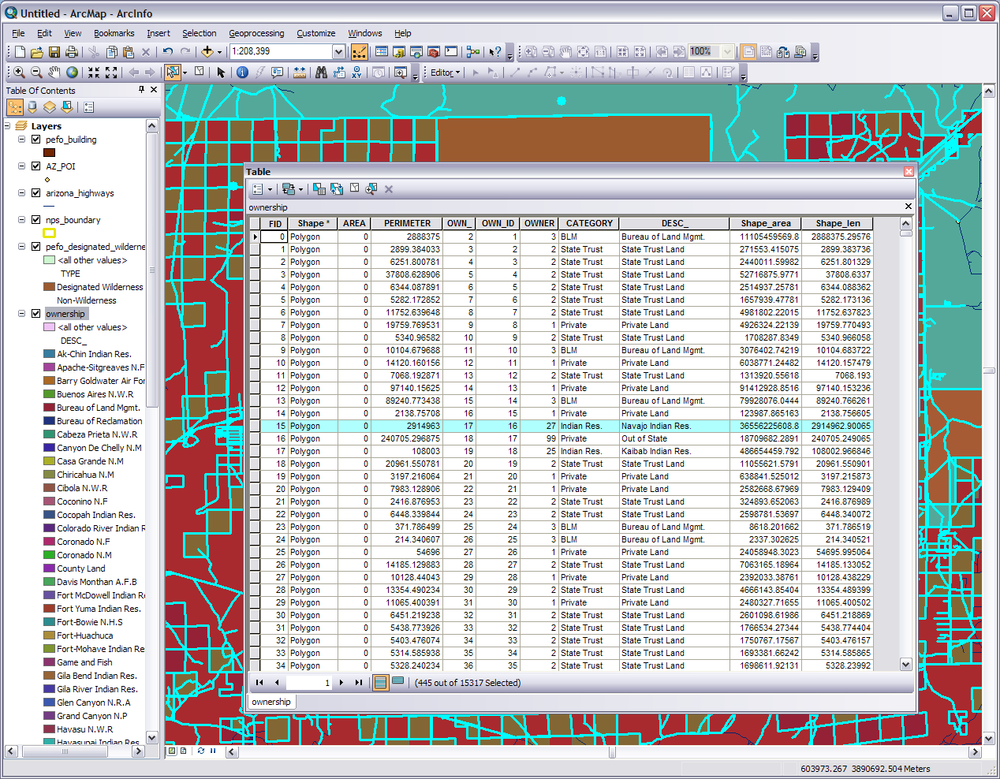 Untitled - ArcMap - ArcInfo
File Edit View Bookmarks Insert Selection Geoprocessing Customize Windows Help
1:208,399 100%
Editor
Table Of Contents
Layers
pefo_building
AZ_POI
arizona_highways
nps_boundary
pefo_designated_wilderne
<all other values>
TYPE
Designated Wilderness
Non-Wilderness
ownership
<all other values>
DESC_
Ak-Chin Indian Res.
Apache-Sitgreaves N.F
Barry Goldwater Air For
Buenos Aires N.W.R
Bureau of Land Mgmt.
Bureau of Reclamation
Cabeza Prieta N.W.R
Canyon De Chelly N.M
Casa Grande N.M
Chiricahua N.M
Cibola N.W.R
Coconino N.F
Cocopah Indian Res.
Colorado River Indian R
Coronado N.F
Coronado N.M
County Land
Davis Monthan A.F.B
Fort McDowell Indian Re
Fort Yuma Indian Res.
Fort-Bowie N.H.S
Fort-Huachuca
Fort-Mohave Indian Re
Game and Fish
Gila Bend Indian Res.
Gila River Indian Res.
Glen Canyon N.R.A
Grand Canyon N.P
Havasu N.W.R
Havasupai Indian Res
Table
ownership
FID Shape * AREA PERIMETER OWN_ OWN_ID OWNER CATEGORY DESC_ Shape_area Shape_len
0 Polygon 0 2888375 2 1 3 BLM Bureau of Land Mgmt. 11105459569.8 2888375.29576
1 Polygon 0 2899.384033 3 2 2 State Trust State Trust Land 271553.415075 2899.383736
2 Polygon 0 6251.800781 4 3 2 State Trust State Trust Land 2440011.59982 6251.801329
3 Polygon 0 37808.628906 5 4 2 State Trust State Trust Land 52716875.9771 37808.6337
4 Polygon 0 6344.087891 6 5 2 State Trust State Trust Land 2514937.25781 6344.088362
5 Polygon 0 5282.172852 7 6 2 State Trust State Trust Land 1657939.47781 5282.173136
6 Polygon 0 11752.639648 8 7 2 State Trust State Trust Land 4981802.22015 11752.637823
7 Polygon 0 19759.769531 9 8 1 Private Private Land 4926324.22139 19759.770493
8 Polygon 0 5340.96582 10 9 2 State Trust State Trust Land 1708287.8349 5340.966058
9 Polygon 0 10104.679688 11 10 3 BLM Bureau of Land Mgmt. 3076402.74219 10104.683722
10 Polygon 0 14120.160156 12 11 1 Private Private Land 6038771.24482 14120.157479
11 Polygon 0 7068.192871 13 12 2 State Trust State Trust Land 1313920.55618 7068.193
12 Polygon 0 97140.15625 14 13 1 Private Private Land 91412928.8516 97140.153236
13 Polygon 0 89240.773438 15 14 3 BLM Bureau of Land Mgmt. 79928076.0444 89240.766261
14 Polygon 0 2138.75708 16 15 1 Private Private Land 123987.865163 2138.756605
15 Polygon 0 2914963 17 16 27 Indian Res. Navajo Indian Res. 36556225608.8 2914962.90065
16 Polygon 0 240705.296875 18 17 99 Private Out of State 18709682.2891 240705.249065
17 Polygon 0 108003 19 18 25 Indian Res. Kaibab Indian Res. 486654459.792 108002.966846
18 Polygon 0 20961.550781 20 19 2 State Trust State Trust Land 11055621.5791 20961.550901
19 Polygon 0 3197.216064 21 20 1 Private Private Land 638841.525012 3197.215873
20 Polygon 0 7983.128906 22 21 1 Private Private Land 2582668.67969 7983.129409
21 Polygon 0 2416.876953 23 22 2 State Trust State Trust Land 324893.652063 2416.876989
22 Polygon 0 6448.339844 24 23 2 State Trust State Trust Land 2598781.53697 6448.340072
23 Polygon 0 371.786499 25 24 3 BLM Bureau of Land Mgmt. 8618.201662 371.786519
24 Polygon 0 214.340607 26 25 3 BLM Bureau of Land Mgmt. 2337.302625 214.340521
25 Polygon 0 54696 27 26 1 Private Private Land 24058948.3023 54695.995064
26 Polygon 0 14185.129883 28 27 2 State Trust State Trust Land 7063165.18964 14185.133052
27 Polygon 0 10128.44043 29 28 1 Private Private Land 2392033.38761 10128.438229
28 Polygon 0 13354.490234 30 29 2 State Trust State Trust Land 4666143.85404 13354.489399
29 Polygon 0 11065.400391 31 30 1 Private Private Land 2480327.71655 11065.400502
30 Polygon 0 6451.219238 32 31 2 State Trust State Trust Land 2601098.61986 6451.218869
31 Polygon 0 5438.773926 33 32 2 State Trust State Trust Land 1766534.27344 5438.774404
32 Polygon 0 5403.476074 34 33 2 State Trust State Trust Land 1750767.17567 5403.476157
33 Polygon 0 5314.585938 35 34 2 State Trust State Trust Land 1693381.66242 5314.585865
34 Polygon 0 5328.240234 36 35 2 State Trust State Trust Land 1698611.92131 5328.23992
1 (445 out of 15317 Selected)
ownership
603973.267 3890692.504 Meters